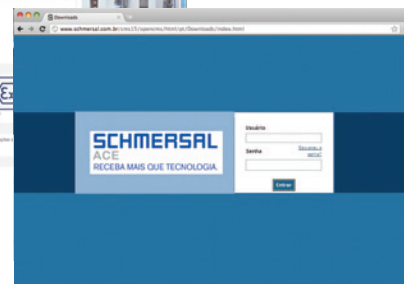 Downloads
www.schmersal.com.br/cms15/opencms/html/pt/Downloads/index.html
Ex
SCHMERSAL
ACE
RECEBA MAIS QUE TECNOLOGIA.
Usuário
Senha
Esqueceu a
senha?
Entrar